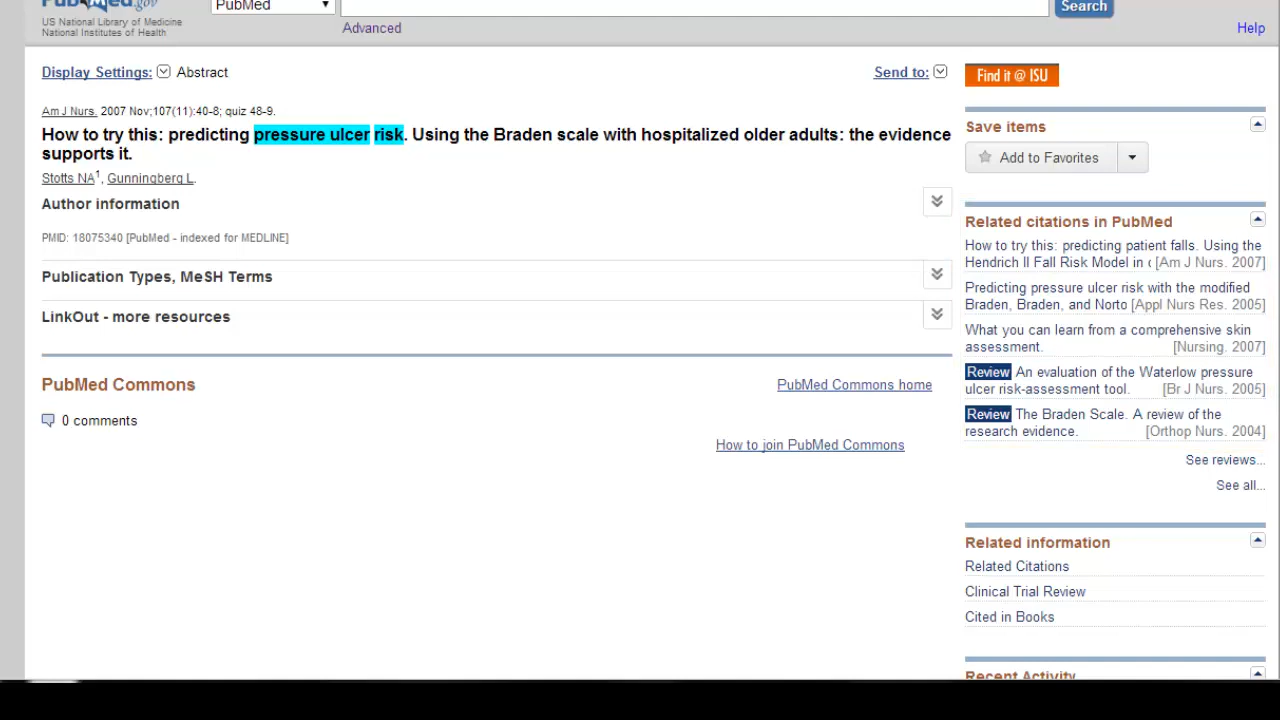 PubMed.gov
US National Library of Medicine
National Institutes of Health
PubMed
Search
Advanced
Help
Display Settings: Abstract
Send to:
Am J Nurs. 2007 Nov;107(11):40-8; quiz 48-9.
How to try this: predicting pressure ulcer risk. Using the Braden scale with hospitalized older adults: the evidence
supports it.
Stotts NA1, Gunningberg L.
Author information
PMID: 18075340 [PubMed - indexed for MEDLINE]
Publication Types, MeSH Terms
LinkOut - more resources
PubMed Commons
PubMed Commons home
0 comments
How to join PubMed Commons
Find it @ ISU
Save items
Add to Favorites
Related citations in PubMed
How to try this: predicting patient falls. Using the
Hendrich II Fall Risk Model in [Am J Nurs. 2007]
Predicting pressure ulcer risk with the modified
Braden, Braden, and Norto [Appl Nurs Res. 2005]
What you can learn from a comprehensive skin
assessment. [Nursing. 2007]
Review An evaluation of the Waterlow pressure
ulcer risk-assessment tool. [Br J Nurs. 2005]
Review The Braden Scale. A review of the
research evidence. [Orthop Nurs. 2004]
See reviews...
See all...
Related information
Related Citations
Clinical Trial Review
Cited in Books
Recent Activity